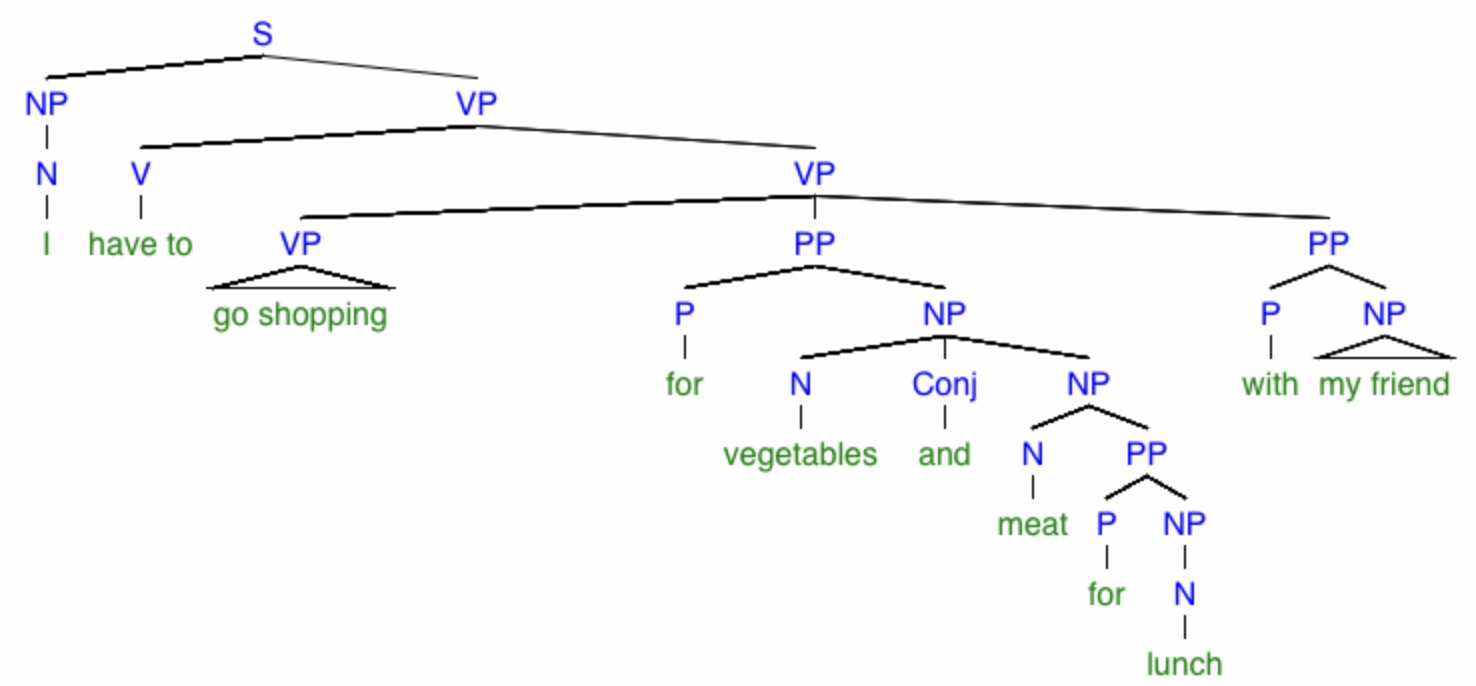 S
NP VP
N V VP
I have to VP PP PP
go shopping P NP P NP
for N Conj NP with my friend
vegetables and N PP
meat P NP
for N
lunch